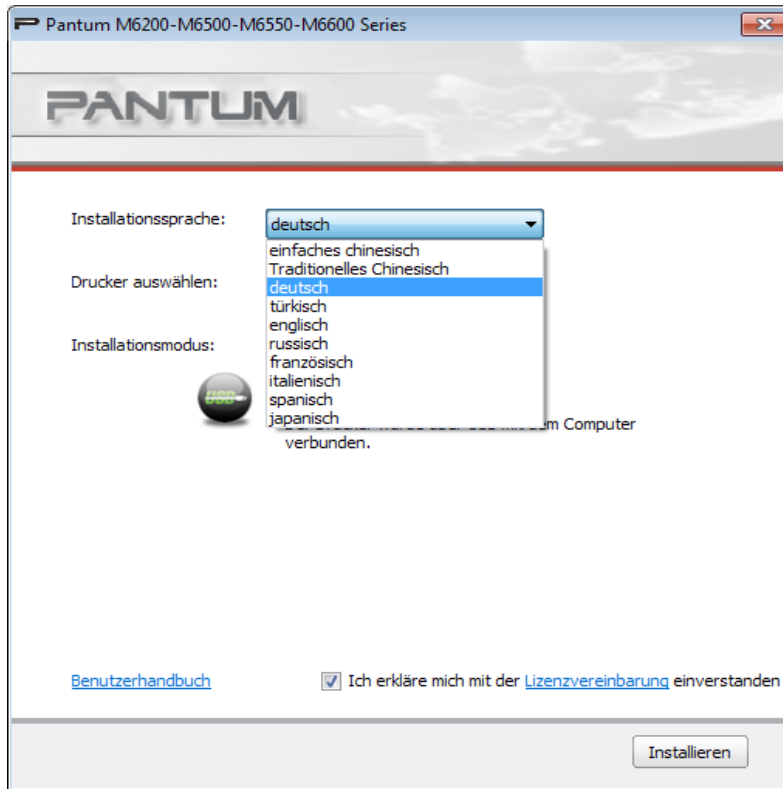 Pantum M6200-M6500-M6550-M6600 Series
PANTUM
Installationssprache:
deutsch
einfaches chinesisch
Traditionelles Chinesisch
deutsch
türkisch
englisch
russisch
französisch
italienisch
spanisch
japanisch
Drucker auswählen:
Installationsmodus:
USB
dem Computer
verbunden.
Benutzerhandbuch
Ich erkläre mich mit der Lizenzvereinbarung einverstanden
Installieren